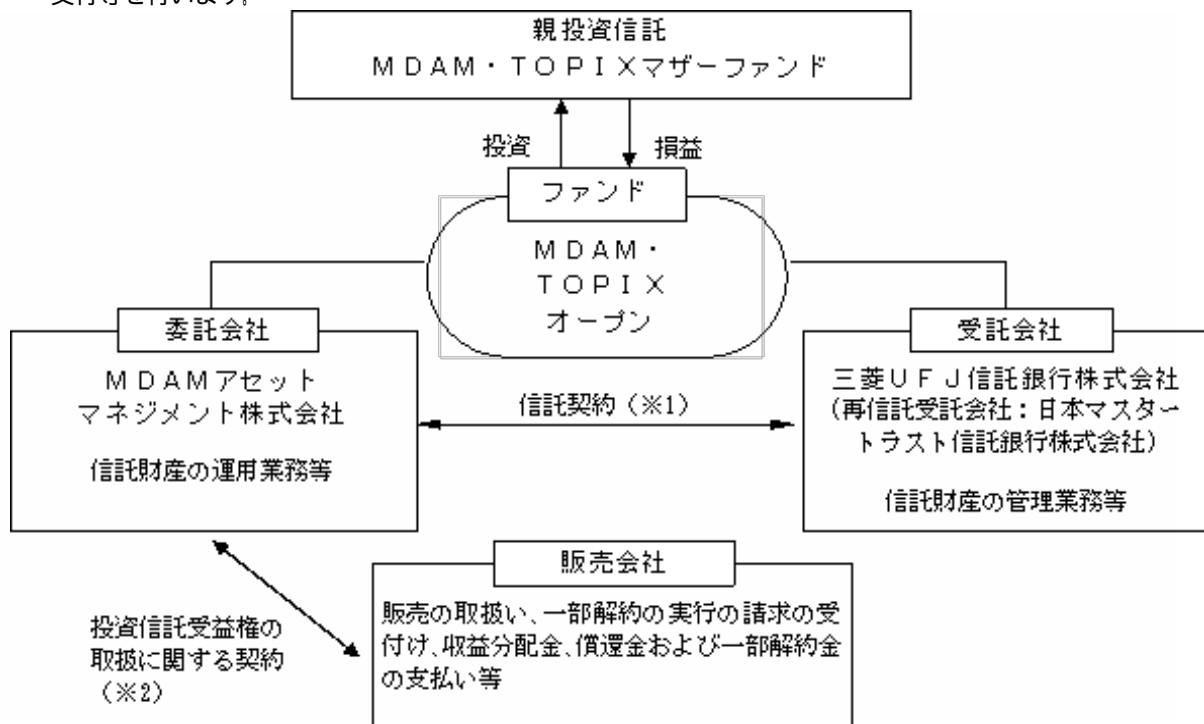 受付等を行います。
親投資信託
MDAM・TOPIXマザーファンド
投資
損益
ファンド
MDAM・
TOPIX
オープン
委託会社
MDAMアセット
マネジメント株式会社
信託財産の運用業務等
信託契約(※1)
受託会社
三菱UFJ信託銀行株式会社
(再信託受託会社:日本マスター
トラスト信託銀行株式会社)
信託財産の管理業務等
投資信託受益権の
取扱に関する契約
(※2)
販売会社
販売の取扱い、一部解約の実行の請求の受
付け、収益分配金、償還金および一部解約金
の支払い等